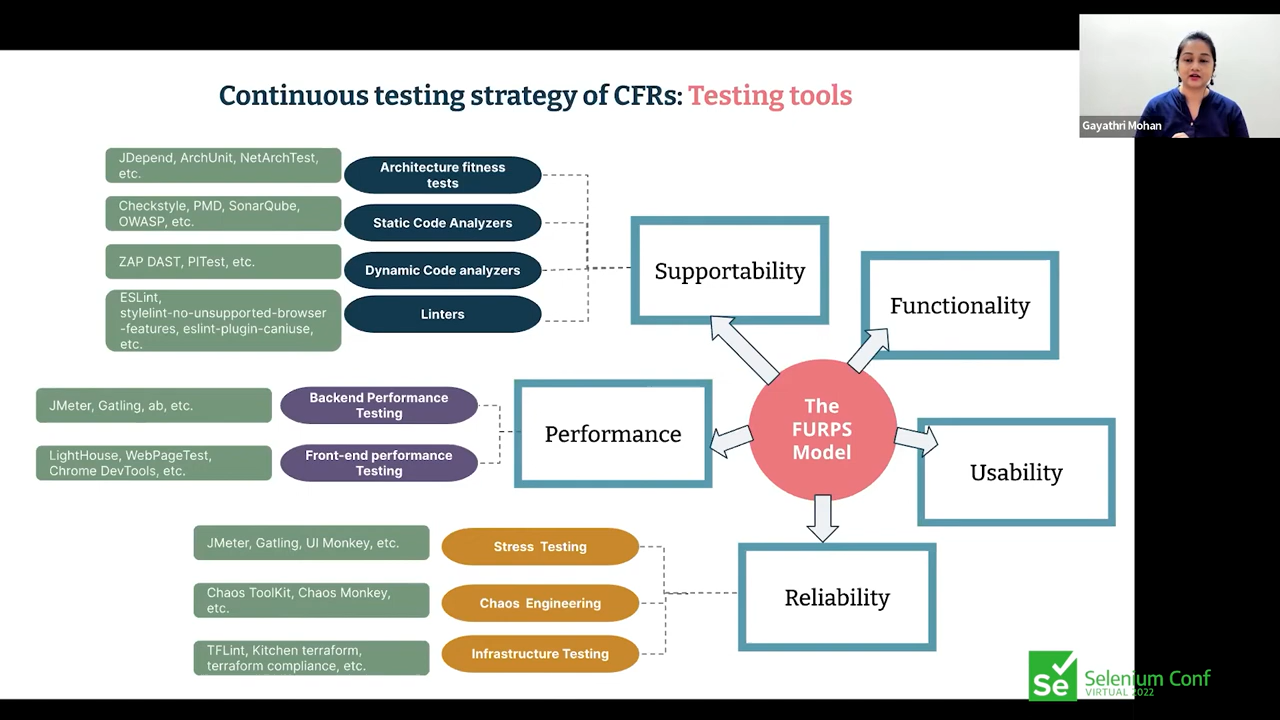 Continuous testing strategy of CFRs: Testing tools
Gayathri Mohan
JDepend, ArchUnit, NetArchTest,
etc.
Architecture fitness
tests
Checkstyle, PMD, SonarQube,
OWASP, etc.
Static Code Analyzers
ZAP DAST, PITest, etc.
Dynamic Code analyzers
ESLint,
stylelint-no-unsupported-browser
-features, eslint-plugin-caniuse,
etc.
Linters
Supportability
Functionality
JMeter, Gatling, ab, etc.
Backend Performance
Testing
LightHouse, WebPageTest,
Chrome DevTools, etc.
Front-end performance
Testing
Performance
The
FURPS
Model
Usability
JMeter, Gatling, UI Monkey, etc.
Stress Testing
Chaos ToolKit, Chaos Monkey,
etc.
Chaos Engineering
TFLint, Kitchen terraform,
terraform compliance, etc.
Infrastructure Testing
Reliability
Se
Selenium Conf
VIRTUAL 2022